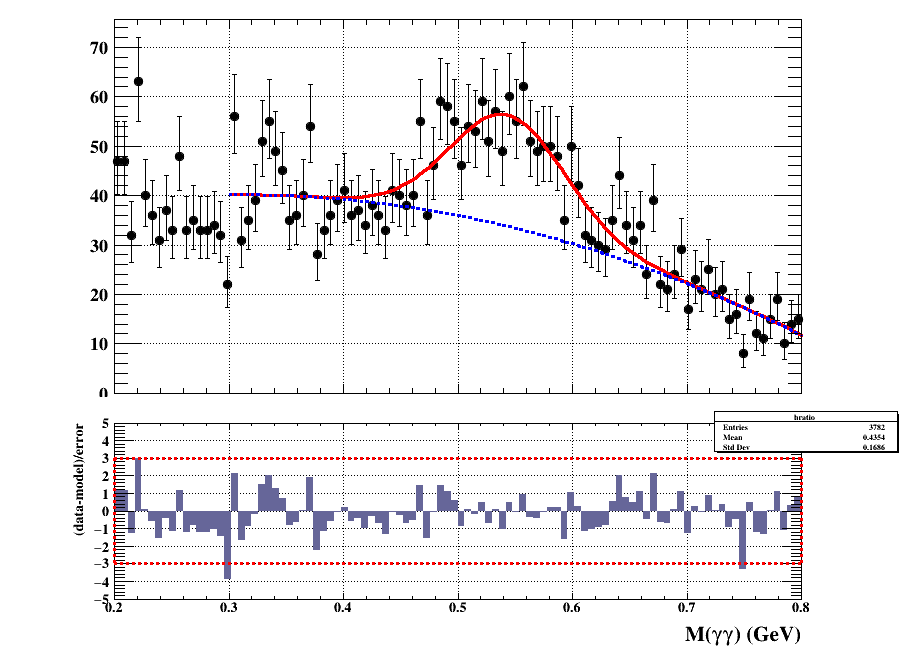 70
60
50
40
30
20
10
0
hratio
Entries 3782
Mean 0.4354
Std Dev 0.1686
(data-model)/error
5
4
3
2
1
0
−1
−2
−3
−4
−5
0.2 0.3 0.4 0.5 0.6 0.7 0.8
M(γγ) (GeV)